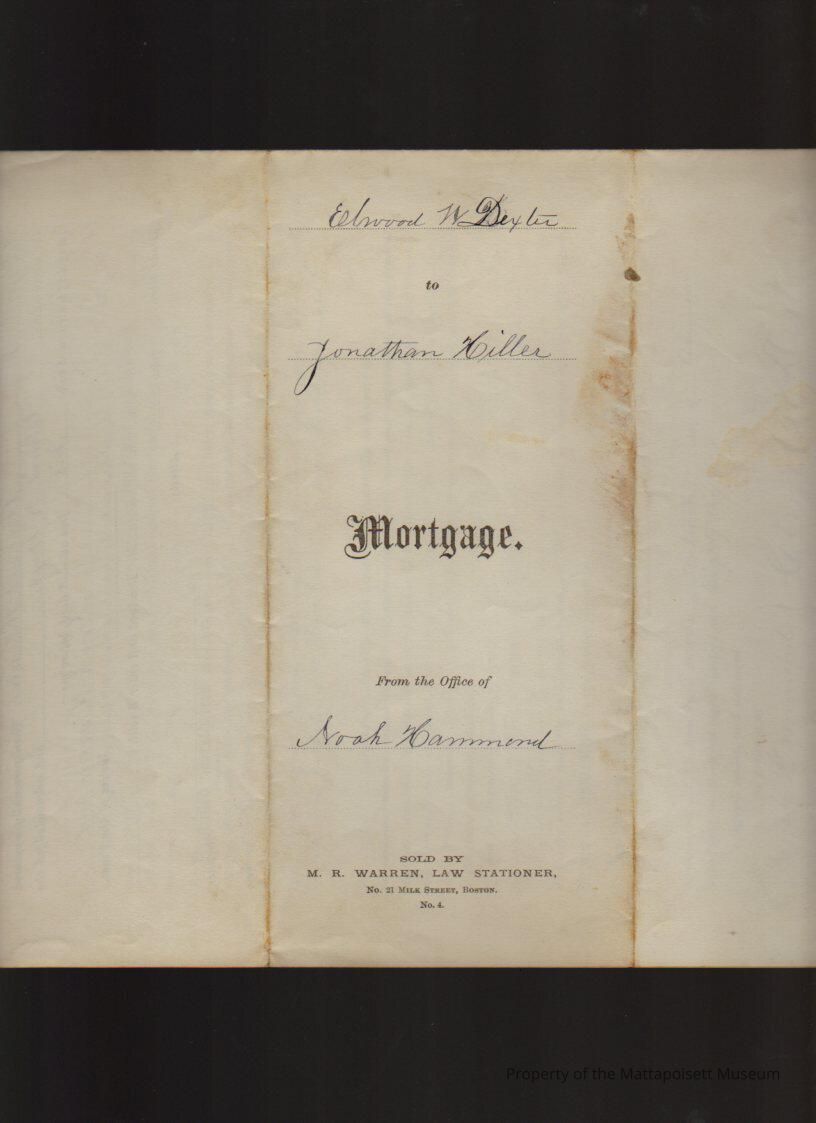 Elwood W Dexter
to
Jonathan Hiller
Mortgage.
From the Office of
Noah Hammond
SOLD BY
M. R. WARREN, LAW STATIONER,
No. 21 MILK STREET, BOSTON.
No. 4.
Property of the Mattapoisett Museum